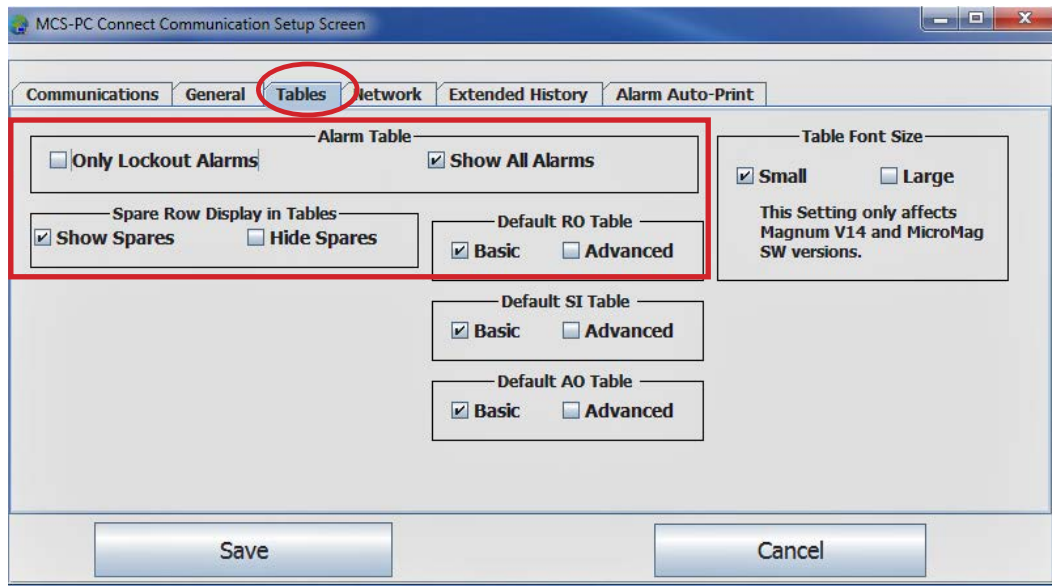 MCS-PC Connect Communication Setup Screen
Communications General Tables Network Extended History Alarm Auto-Print
Alarm Table
Only Lockout Alarms Show All Alarms
Spare Row Display in Tables
Show Spares Hide Spares
Default RO Table
Basic Advanced
Default SI Table
Basic Advanced
Default AO Table
Basic Advanced
Table Font Size
Small Large
This Setting only affects
Magnum V14 and MicroMag
SW versions.
Save Cancel